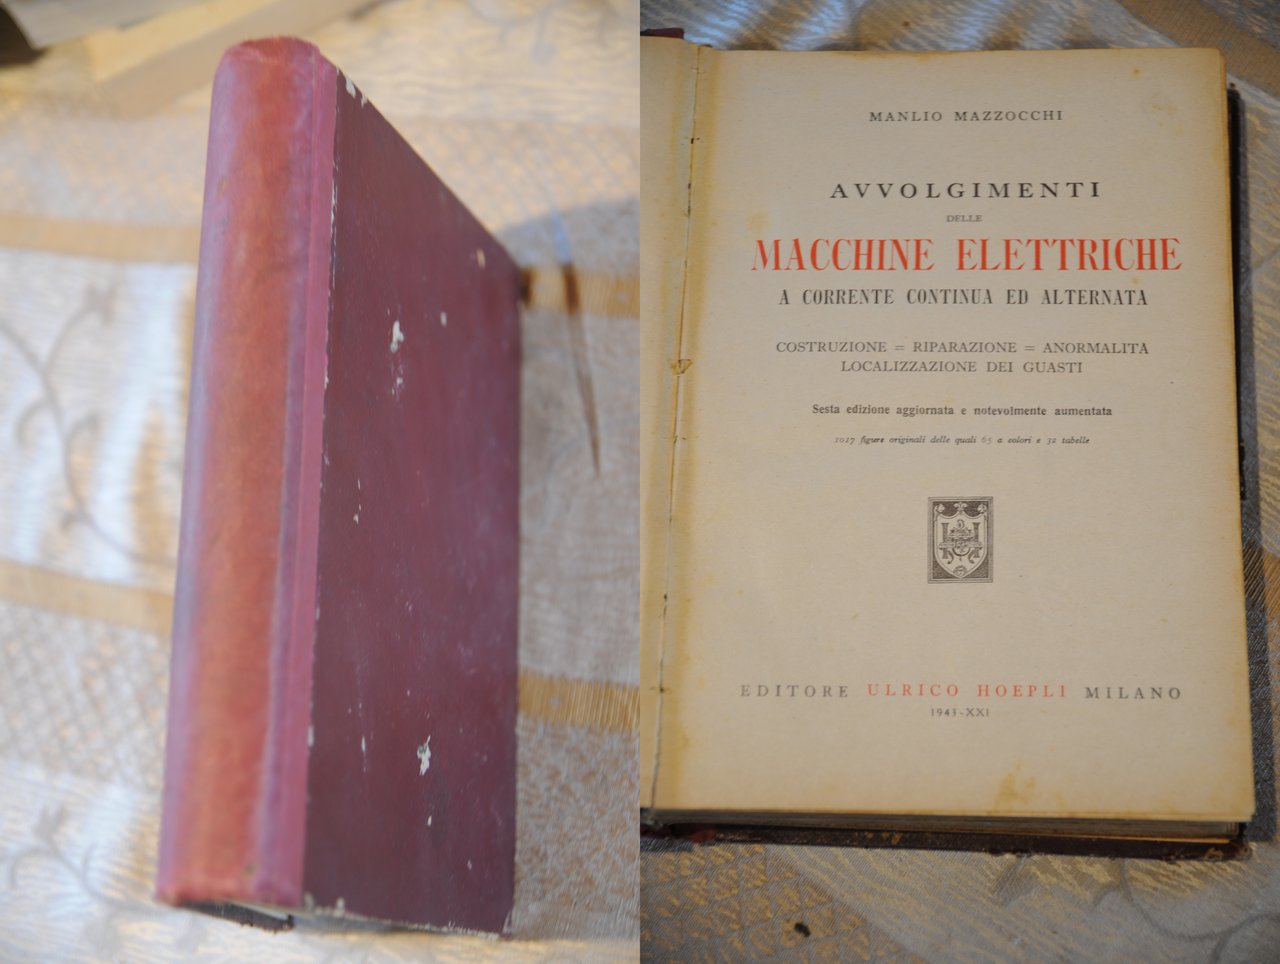 MANLIO MAZZOCCHI
AVVOLGIMENTI
DELLE
MACCHINE ELETTRICHE
A CORRENTE CONTINUA ED ALTERNATA
COSTRUZIONE = RIPARAZIONE = ANORMALITÀ
LOCALIZZAZIONE DEI GUASTI
Sesta edizione aggiornata e notevolmente aumentata
1017 figure originali delle quali 65 a colori e 32 tabelle
EDITORE ULRICO HOEPLI MILANO
1943-XXI